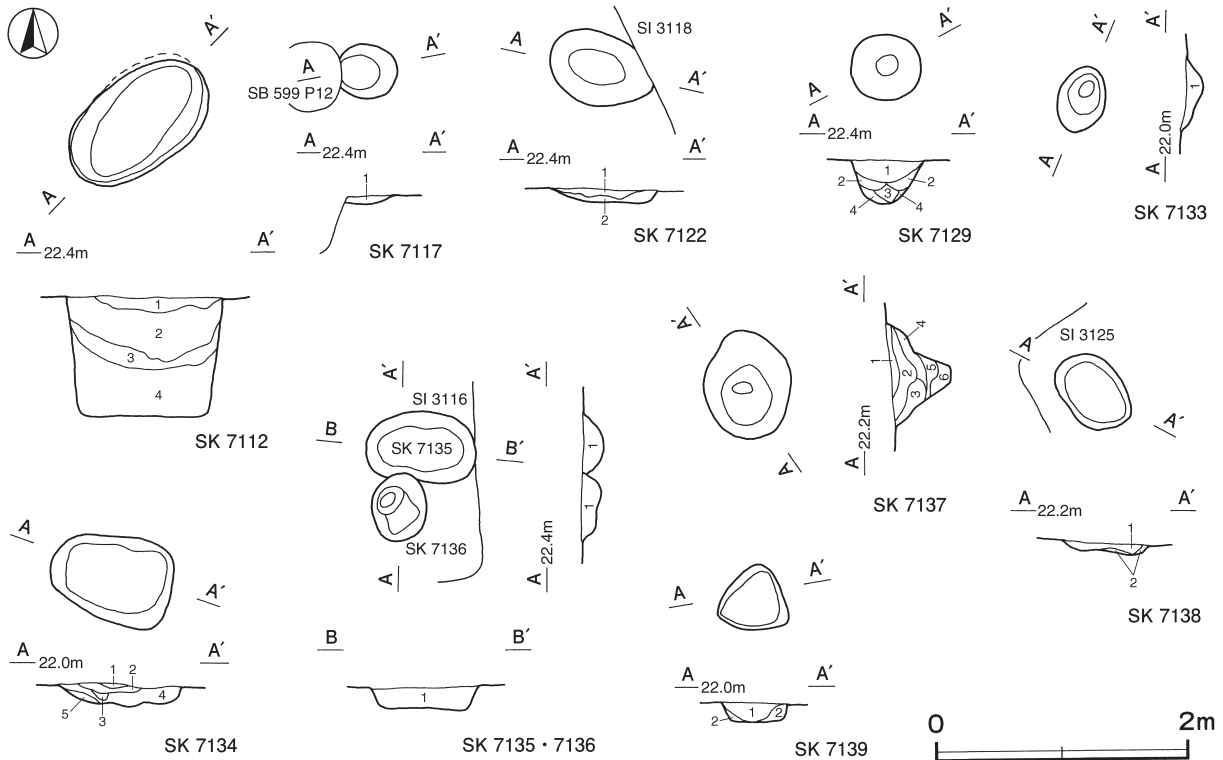 A′
A
A
22.4m
A′
1
2
3
4
SK 7112
A
A′
SB 599 P12
A
22.4m
A′
1
SK 7117
SI 3118
A
A′
A
22.4m
A′
1
2
SK 7122
A′
A
A
22.4m
A′
1
2
2
3
4
4
SK 7129
A′
A
A′
1
A
22.0m
SK 7133
A
A′
A
22.0m
A′
1
2
4
5
3
SK 7134
A′
SI 3116
B
SK 7135
B′
SK 7136
A
A′
1
1
A
22.4m
B
B′
1
SK 7135・7136
A′
A
A′
4
1
2
5
6
3
A
22.2m
SK 7137
SI 3125
A
A′
A
22.2m
A′
1
2
SK 7138
A
A′
A
22.0m
A′
2
1
2
SK 7139
0
2m